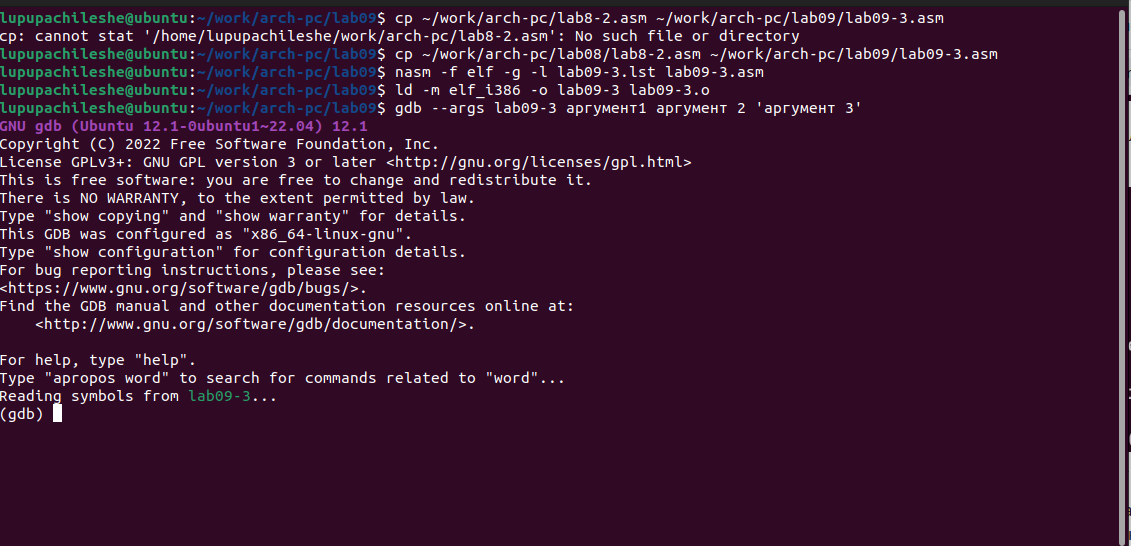 lupupachileshe@ubuntu:~/work/arch-pc/lab09$ cp ~/work/arch-pc/lab8-2.asm ~/work/arch-pc/lab09/lab09-3.asm
cp: cannot stat '/home/lupupachileshe/work/arch-pc/lab8-2.asm': No such file or directory
lupupachileshe@ubuntu:~/work/arch-pc/lab09$ cp ~/work/arch-pc/lab08/lab8-2.asm ~/work/arch-pc/lab09/lab09-3.asm
lupupachileshe@ubuntu:~/work/arch-pc/lab09$ nasm -f elf -g -l lab09-3.lst lab09-3.asm
lupupachileshe@ubuntu:~/work/arch-pc/lab09$ ld -m elf_i386 -o lab09-3 lab09-3.o
lupupachileshe@ubuntu:~/work/arch-pc/lab09$ gdb --args lab09-3 аргумент1 аргумент 2 'аргумент 3'
GNU gdb (Ubuntu 12.1-0ubuntu1~22.04) 12.1
Copyright (C) 2022 Free Software Foundation, Inc.
License GPLv3+: GNU GPL version 3 or later <http://gnu.org/licenses/gpl.html>
This is free software: you are free to change and redistribute it.
There is NO WARRANTY, to the extent permitted by law.
Type "show copying" and "show warranty" for details.
This GDB was configured as "x86_64-linux-gnu".
Type "show configuration" for configuration details.
For bug reporting instructions, please see:
<https://www.gnu.org/software/gdb/bugs/>.
Find the GDB manual and other documentation resources online at:
    <http://www.gnu.org/software/gdb/documentation/>.

For help, type "help".
Type "apropos word" to search for commands related to "word"...
Reading symbols from lab09-3...
(gdb)